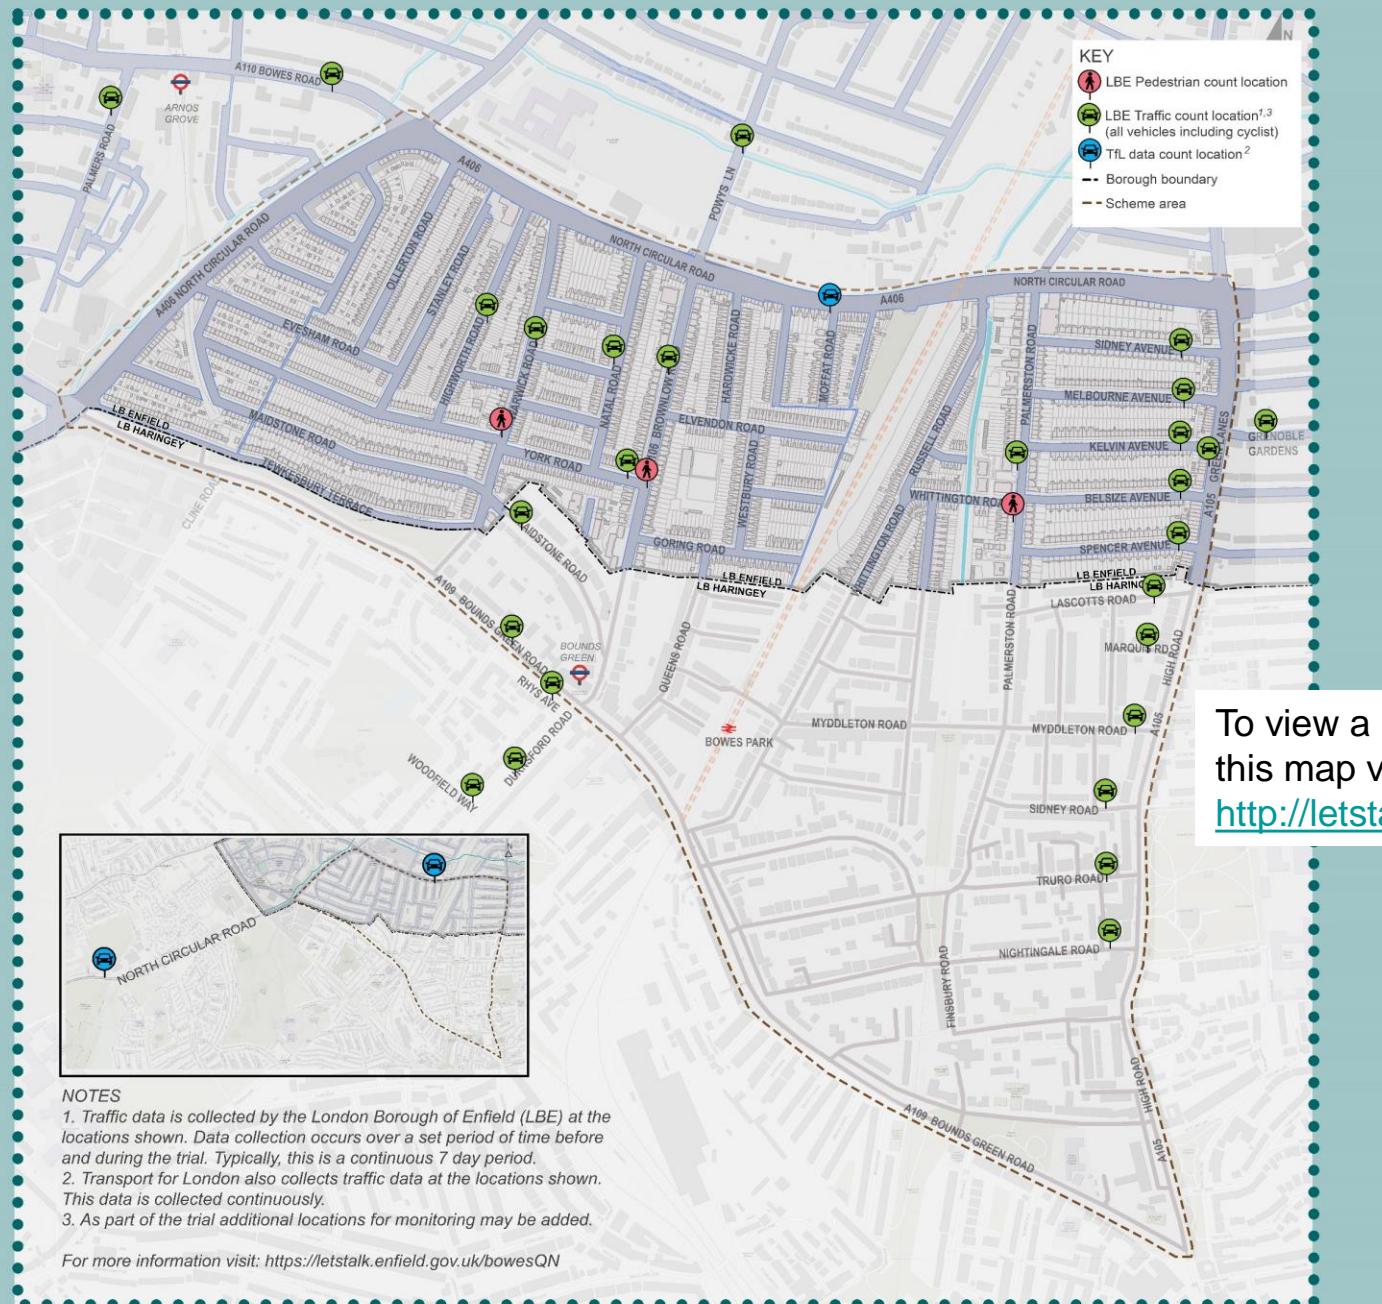 N
KEY
LBE Pedestrian count location
LBE Traffic count location1,3
(all vehicles including cyclist)
TfL data count location2
Borough boundary
Scheme area
A110 BOWES ROAD
ARNOS
GROVE
PALMERS ROAD
A406
POWYS LN
NORTH CIRCULAR ROAD
A406
NORTH CIRCULAR ROAD
A406 NORTH CIRCULAR ROAD
OLLERTON ROAD
STANLEY ROAD
EVESHAM ROAD
HIGHWORTH ROAD
WARWICK ROAD
NATAL ROAD
BROWNLOW
HARDWICKE ROAD
MOFFAT ROAD
ELVENDON ROAD
WESTBURY ROAD
YORK ROAD
GORING ROAD
MAIDSTONE ROAD
TEWKESBURY TERRACE
LB ENFIELD
LB HARINGEY
CLINE ROAD
RUSSELL ROAD
PALMERSTON ROAD
SIDNEY AVENUE
MELBOURNE AVENUE
KELVIN AVENUE
GREEN LANES
GRENOBLE
GARDENS
BELSIZE AVENUE
A105
WHITTINGTON ROAD
WHITTINGTON ROAD
SPENCER AVENUE
LB ENFIELD
LB HARINGEY
LB ENFIELD
LB HARING
LASCOTTS ROAD
MARQUIS RD
HIGH ROAD
A105
MAIDSTONE ROAD
A109 BOUNDS GREEN ROAD
BOUNDS
GREEN
RHYS AVE
DURNSFORD ROAD
WOODFIELD WAY
QUEENS ROAD
BOWES PARK
PALMERSTON ROAD
MYDDLETON ROAD
MYDDLETON ROAD
SIDNEY ROAD
TRURO ROAD
NIGHTINGALE ROAD
FINSBURY ROAD
HIGH ROAD
A105
A109 BOUNDS GREEN ROAD
To view a
this map v
http://letsta
N
NORTH CIRCULAR ROAD
NOTES
1. Traffic data is collected by the London Borough of Enfield (LBE) at the
locations shown. Data collection occurs over a set period of time before
and during the trial. Typically, this is a continuous 7 day period.
2. Transport for London also collects traffic data at the locations shown.
This data is collected continuously.
3. As part of the trial additional locations for monitoring may be added.
For more information visit: https://letstalk.enfield.gov.uk/bowesQN